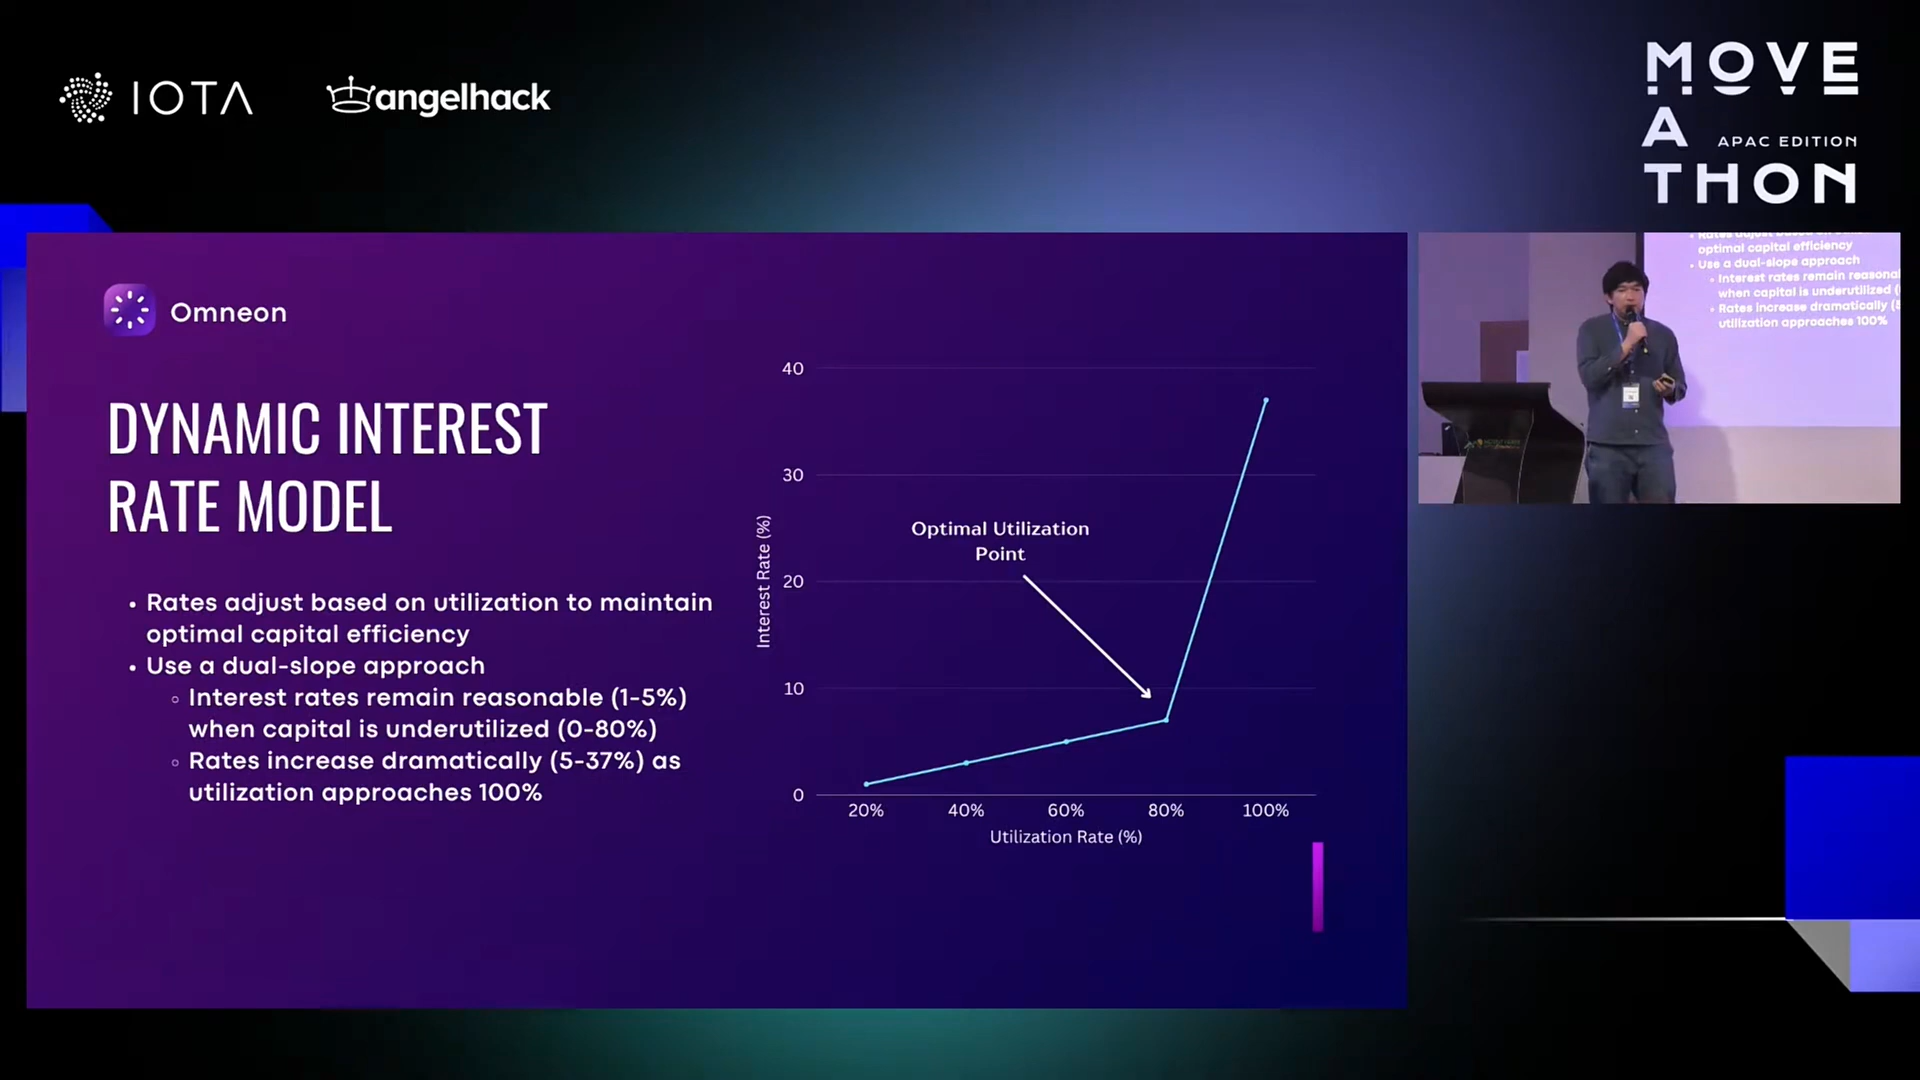 IOTA
angelhack
MOVE
A
APAC EDITION
THON
Omneon
DYNAMIC INTEREST
RATE MODEL
• Rates adjust based on utilization to maintain
optimal capital efficiency
• Use a dual-slope approach
◦ Interest rates remain reasonable (1-5%)
when capital is underutilized (0-80%)
◦ Rates increase dramatically (5-37%) as
utilization approaches 100%
40
30
20
10
0
Interest Rate (%)
Optimal Utilization
Point
20% 40% 60% 80% 100%
Utilization Rate (%)
• Rates adjust based on
optimal capital efficiency
• Use a dual-slope approach
◦ Interest rates remain
when capital is underutilized
◦ Rates increase dramatically
utilization approaches 100%